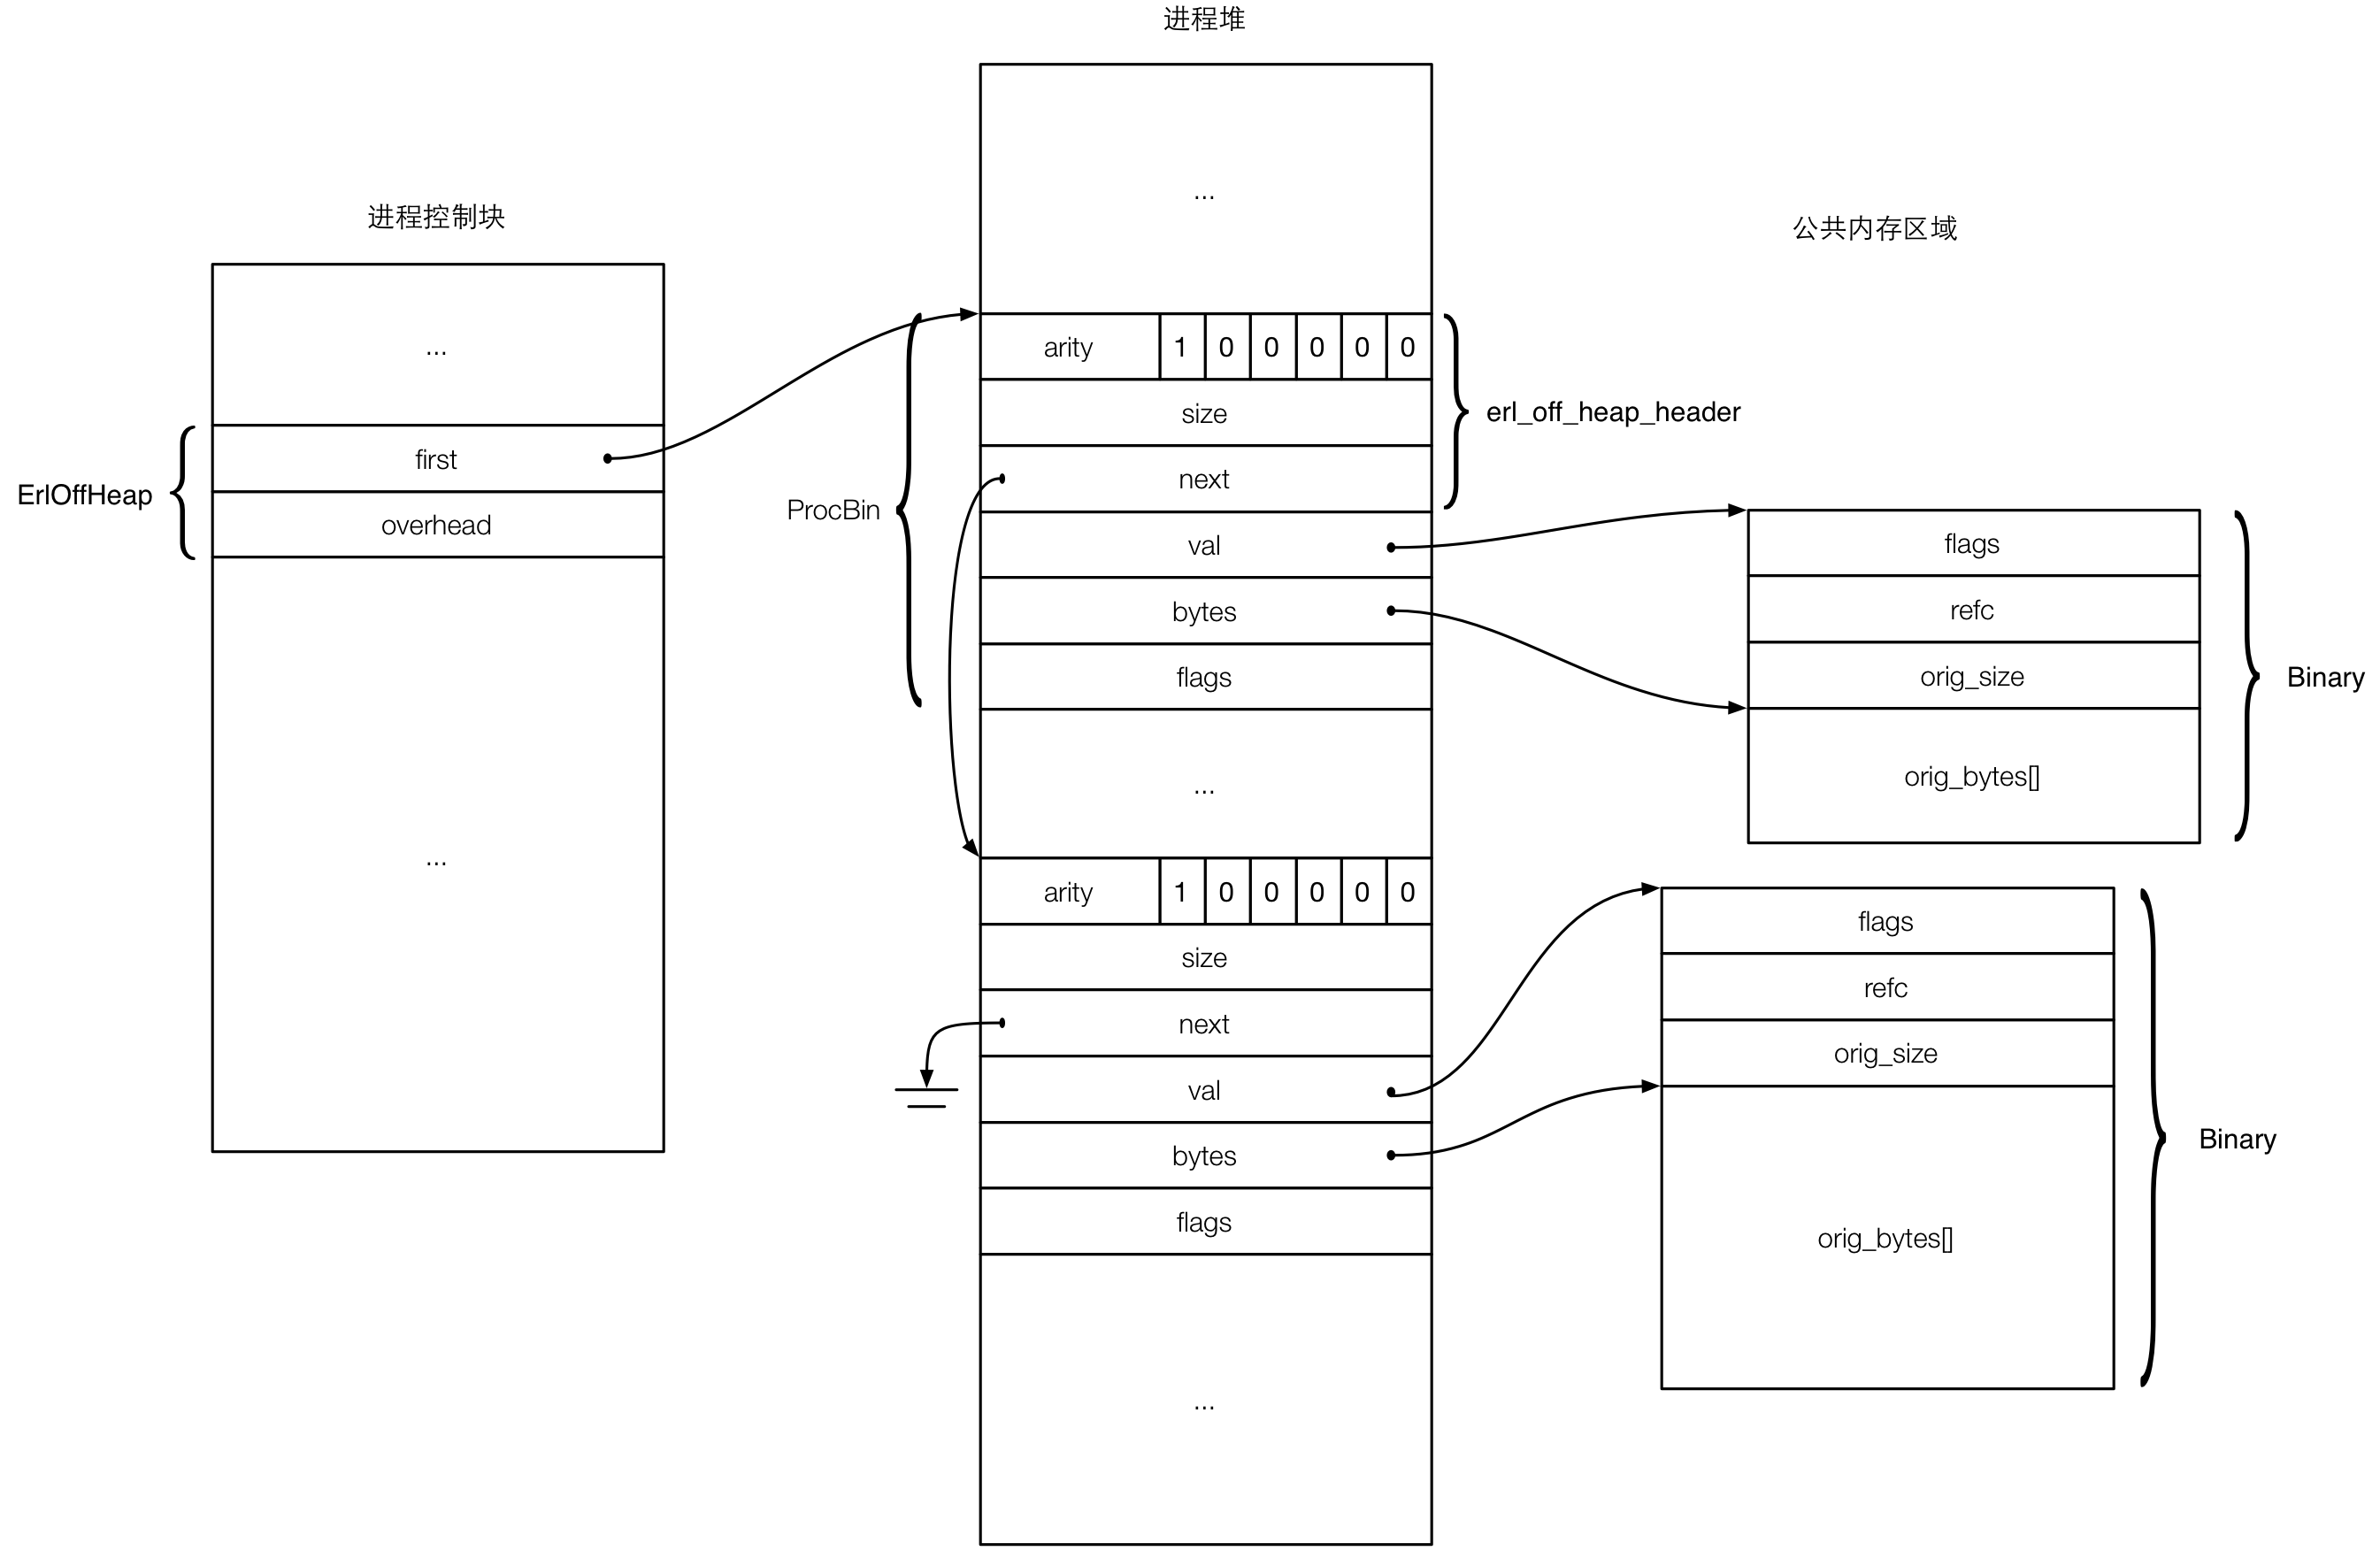 进程控制块
...
ErlOffHeap
first
overhead
...
进程堆
...
ProcBin
arity 1 0 0 0 0 0
size
next
erl_off_heap_header
val
bytes
flags
...
arity 1 0 0 0 0 0
size
next
val
bytes
flags
...
公共内存区域
flags
refc
orig_size
orig_bytes[]
Binary
flags
refc
orig_size
orig_bytes[]
Binary